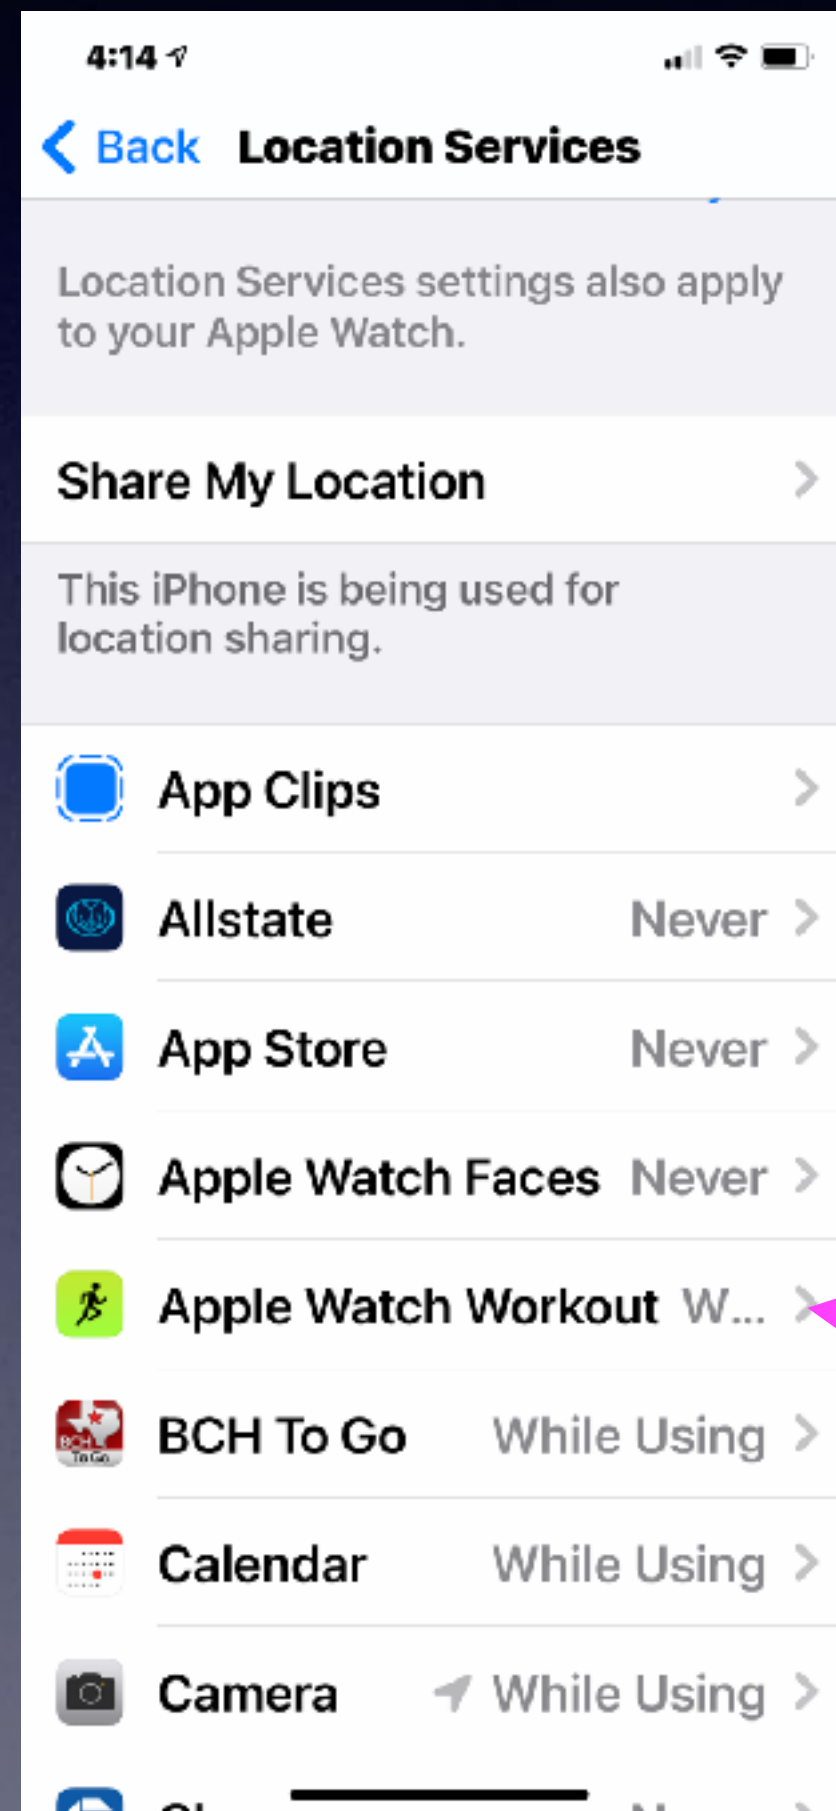 4:14
Back Location Services
Location Services settings also apply
to your Apple Watch.
Share My Location
This iPhone is being used for
location sharing.
App Clips
Allstate Never
App Store Never
Apple Watch Faces Never
Apple Watch Workout W...
BCH To Go While Using
Calendar While Using
Camera While Using